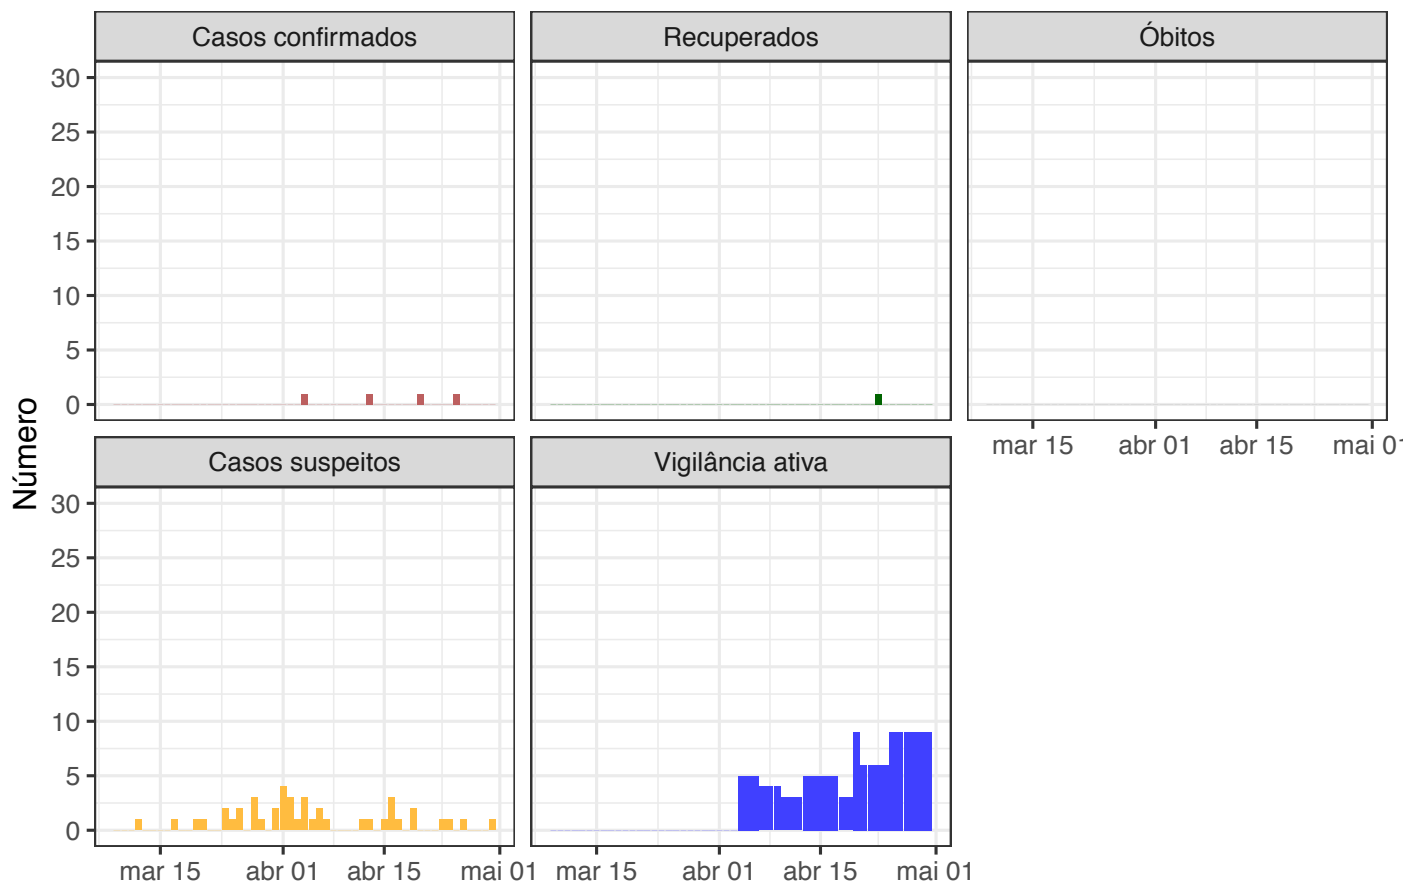 Casos confirmados
Recuperados
Óbitos
30
25
20
15
10
5
0
mar 15
abr 01
abr 15
mai 01
Número
Casos suspeitos
Vigilância ativa
30
25
20
15
10
5
0
mar 15
abr 01
abr 15
mai 01
mar 15
abr 01
abr 15
mai 01